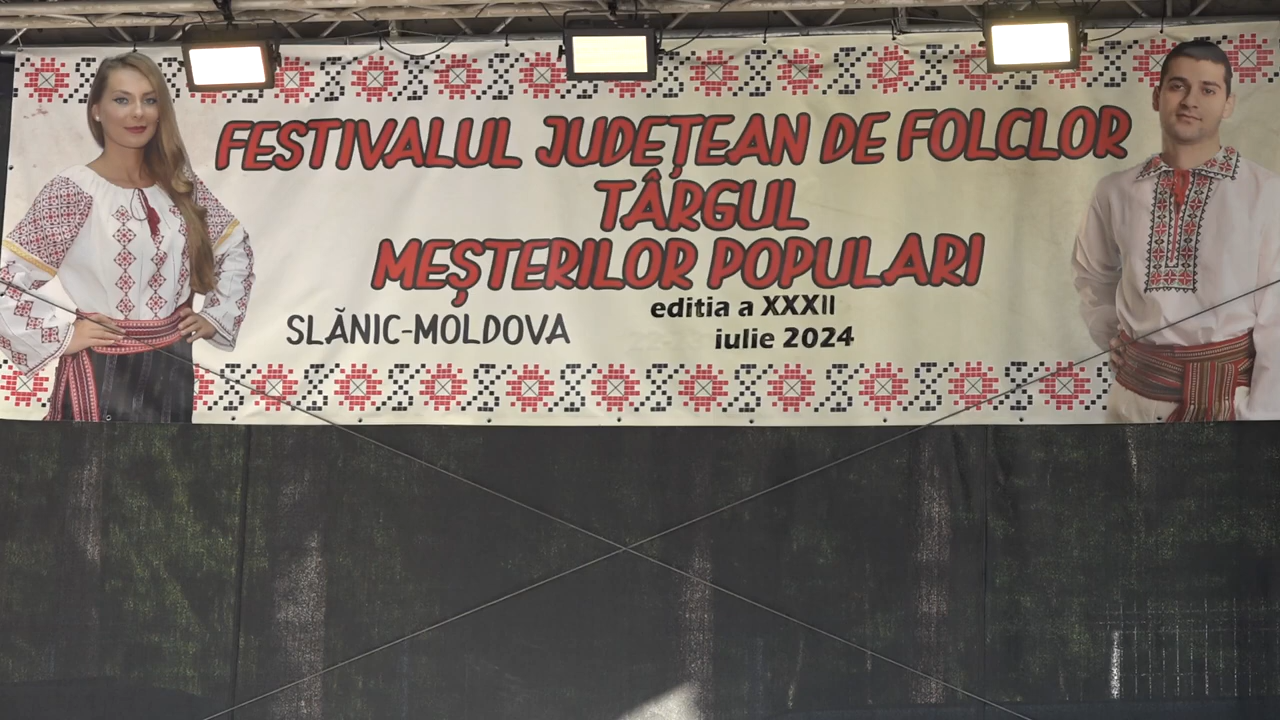 FESTIVALUL JUDEȚEAN DE FOLCLOR
TÂRGUL
MEȘTERILOR POPULARI
editia a XXXII
SLĂNIC-MOLDOVA
iulie 2024